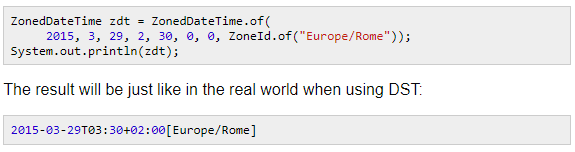 ZonedDateTime zdt = ZonedDateTime.of(
     2015, 3, 29, 2, 30, 0, 0, ZoneId.of("Europe/Rome"));
System.out.println(zdt);
The result will be just like in the real world when using DST:
2015-03-29T03:30+02:00[Europe/Rome]